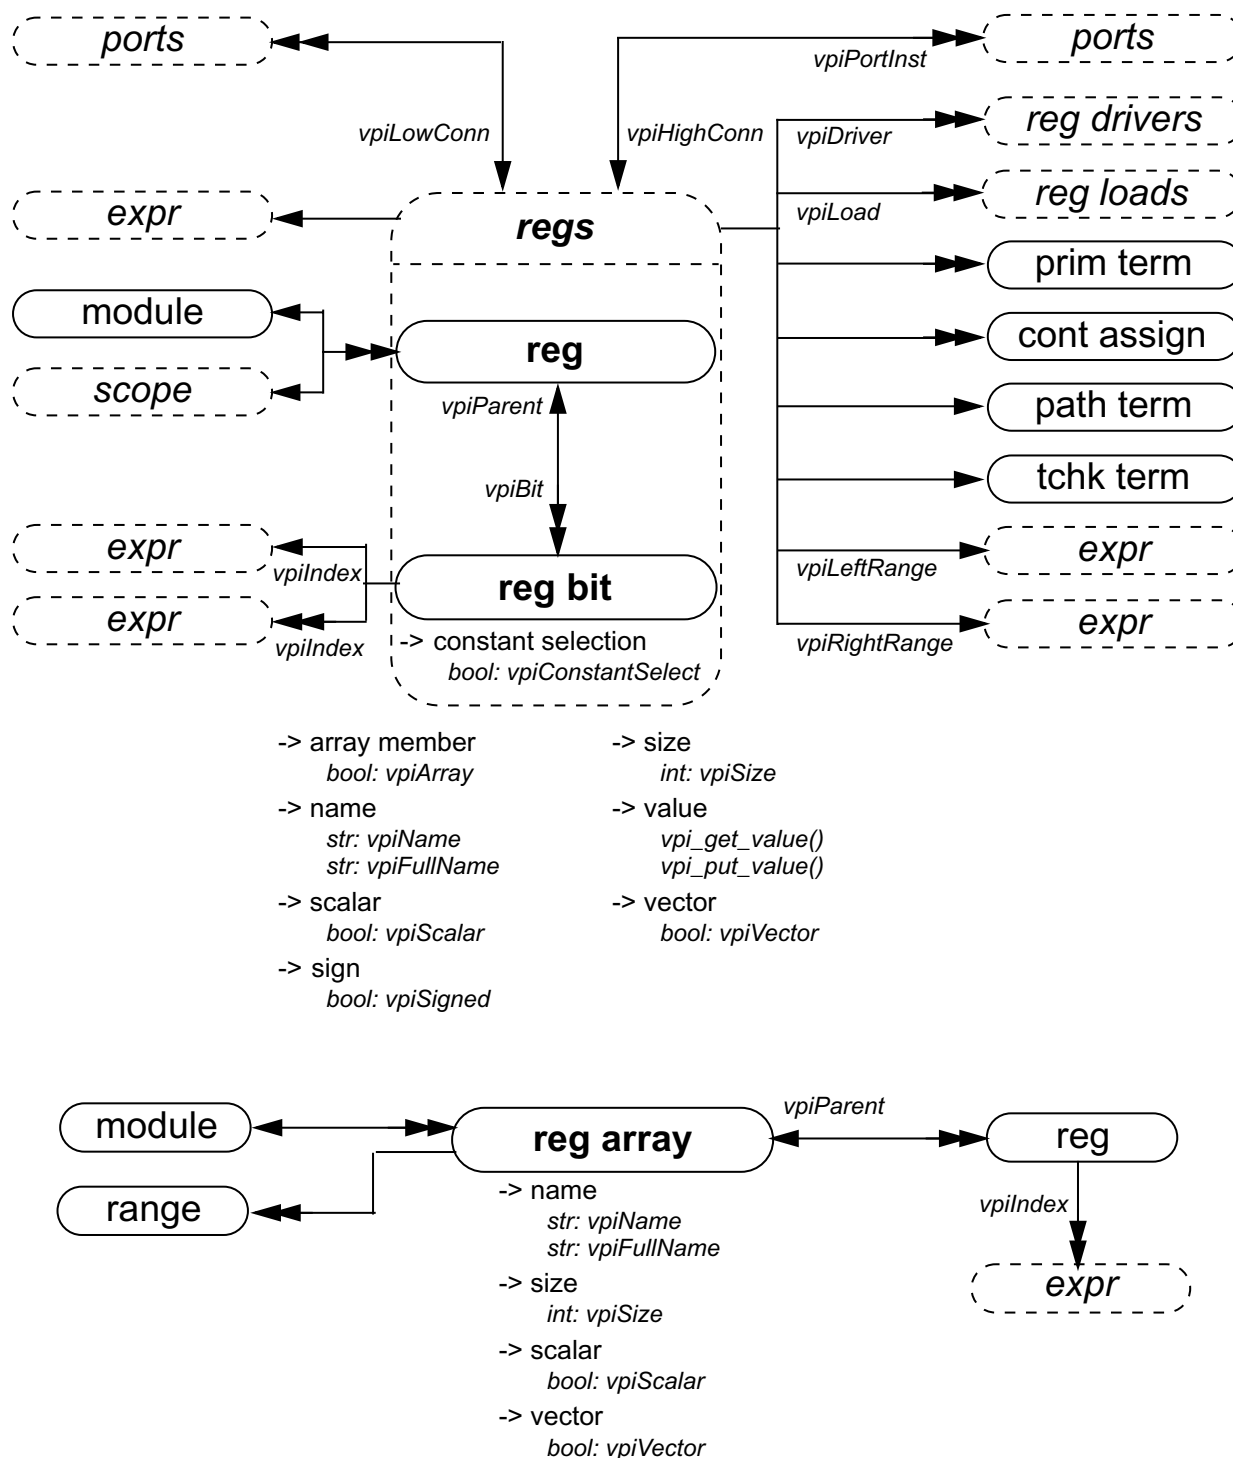 ports
ports
vpiPortInst
vpiLowConn
vpiHighConn
vpiDriver
reg drivers
expr
regs
vpiLoad
reg loads
prim term
module
reg
cont assign
scope
vpiParent
path term
vpiBit
tchk term
expr
vpiIndex
reg bit
vpiLeftRange
expr
expr
vpiIndex
-> constant selection
bool: vpiConstantSelect
vpiRightRange
expr
-> array member
bool: vpiArray
-> name
str: vpiName
str: vpiFullName
-> scalar
bool: vpiScalar
-> sign
bool: vpiSigned
-> size
int: vpiSize
-> value
vpi_get_value()
vpi_put_value()
-> vector
bool: vpiVector
module
reg array
vpiParent
reg
range
vpiIndex
expr
-> name
str: vpiName
str: vpiFullName
-> size
int: vpiSize
-> scalar
bool: vpiScalar
-> vector
bool: vpiVector